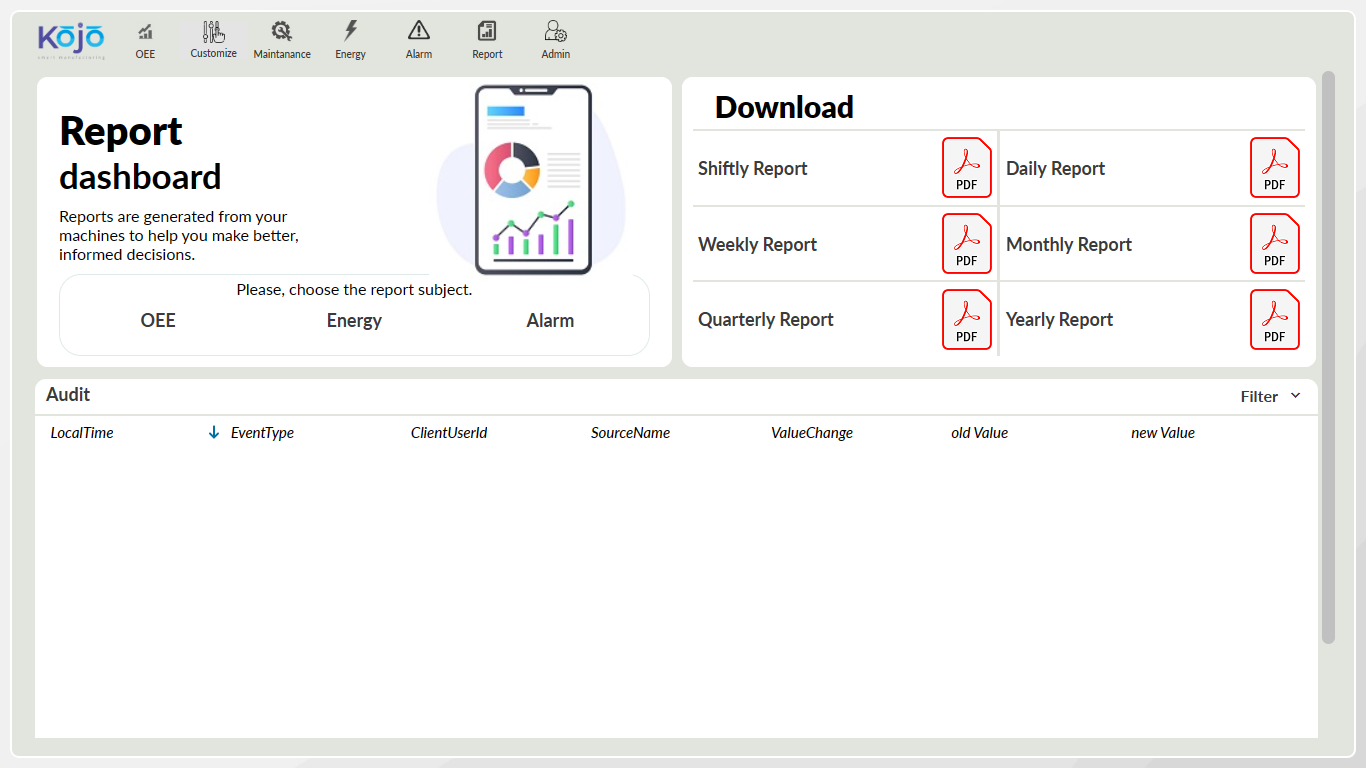 Kojo
smart manufacturing
OEE
Customize
Maintanance
Energy
Alarm
Report
Admin
Report
dashboard
Reports are generated from your
machines to help you make better,
informed decisions.
Please, choose the report subject.
OEE Energy Alarm
Download
Shiftly Report PDF Daily Report PDF
Weekly Report PDF Monthly Report PDF
Quarterly Report PDF Yearly Report PDF
Audit Filter
LocalTime EventType ClientUserId SourceName ValueChange old Value new Value